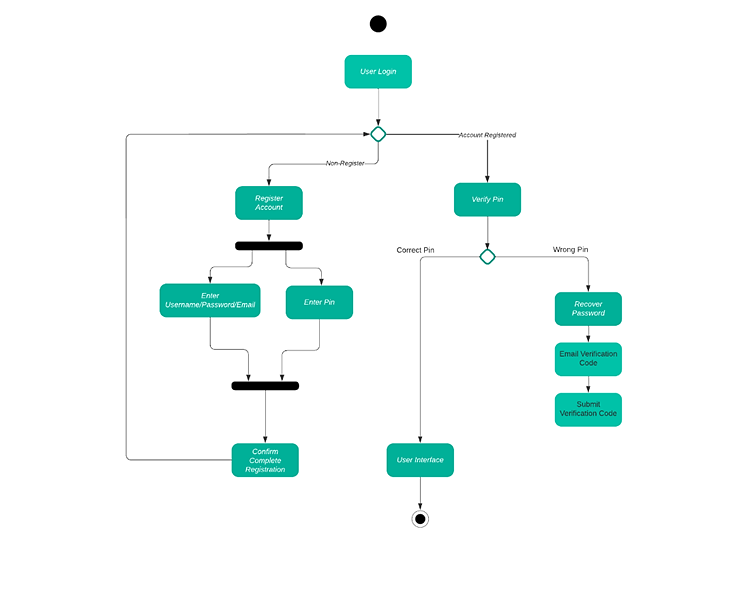 User Login
Account Registered
Non-Register
Register
Account
Verify Pin
Correct Pin
Wrong Pin
Enter
Username/Password/Email
Enter Pin
Recover
Password
Email Verification
Code
Submit
Verification Code
Confirm
Complete
Registration
User Interface